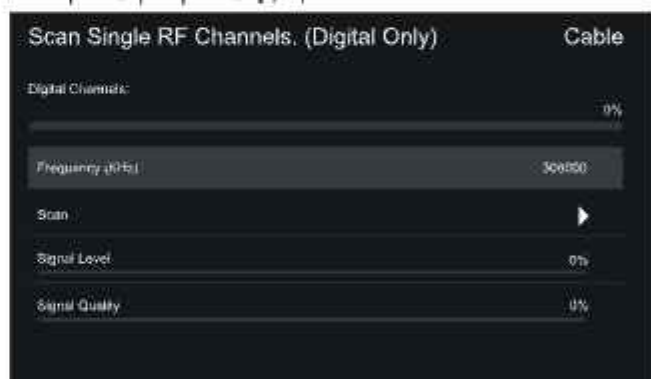 Scan Single RF Channels. (Digital Only) Cable
Digital Channels:
0%
Frequency (KHz) 306000
Scan
Signal Level 0%
Signal Quality 0%